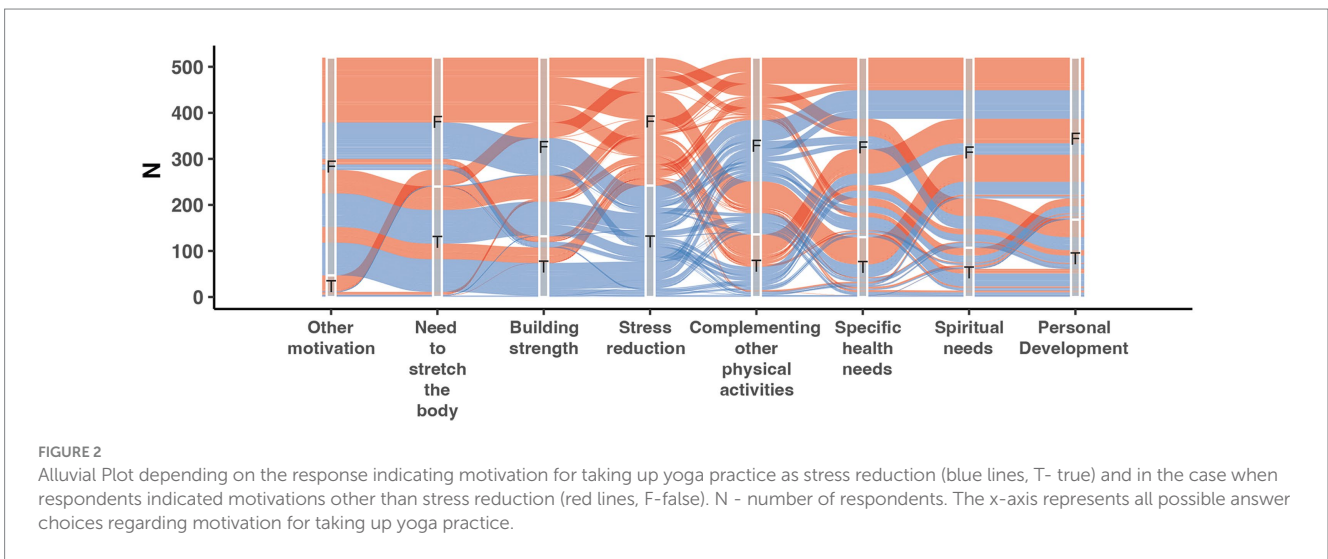 N
500
400
300
200
100
0
F
T
F
T
F
T
F
T
F
T
F
T
F
T
F
T
Other motivation
Need to stretch the body
Building strength
Stress reduction
Complementing other physical activities
Specific health needs
Spiritual needs
Personal Development
FIGURE 2
Alluvial Plot depending on the response indicating motivation for taking up yoga practice as stress reduction (blue lines, T- true) and in the case when
respondents indicated motivations other than stress reduction (red lines, F-false). N - number of respondents. The x-axis represents all possible answer
choices regarding motivation for taking up yoga practice.